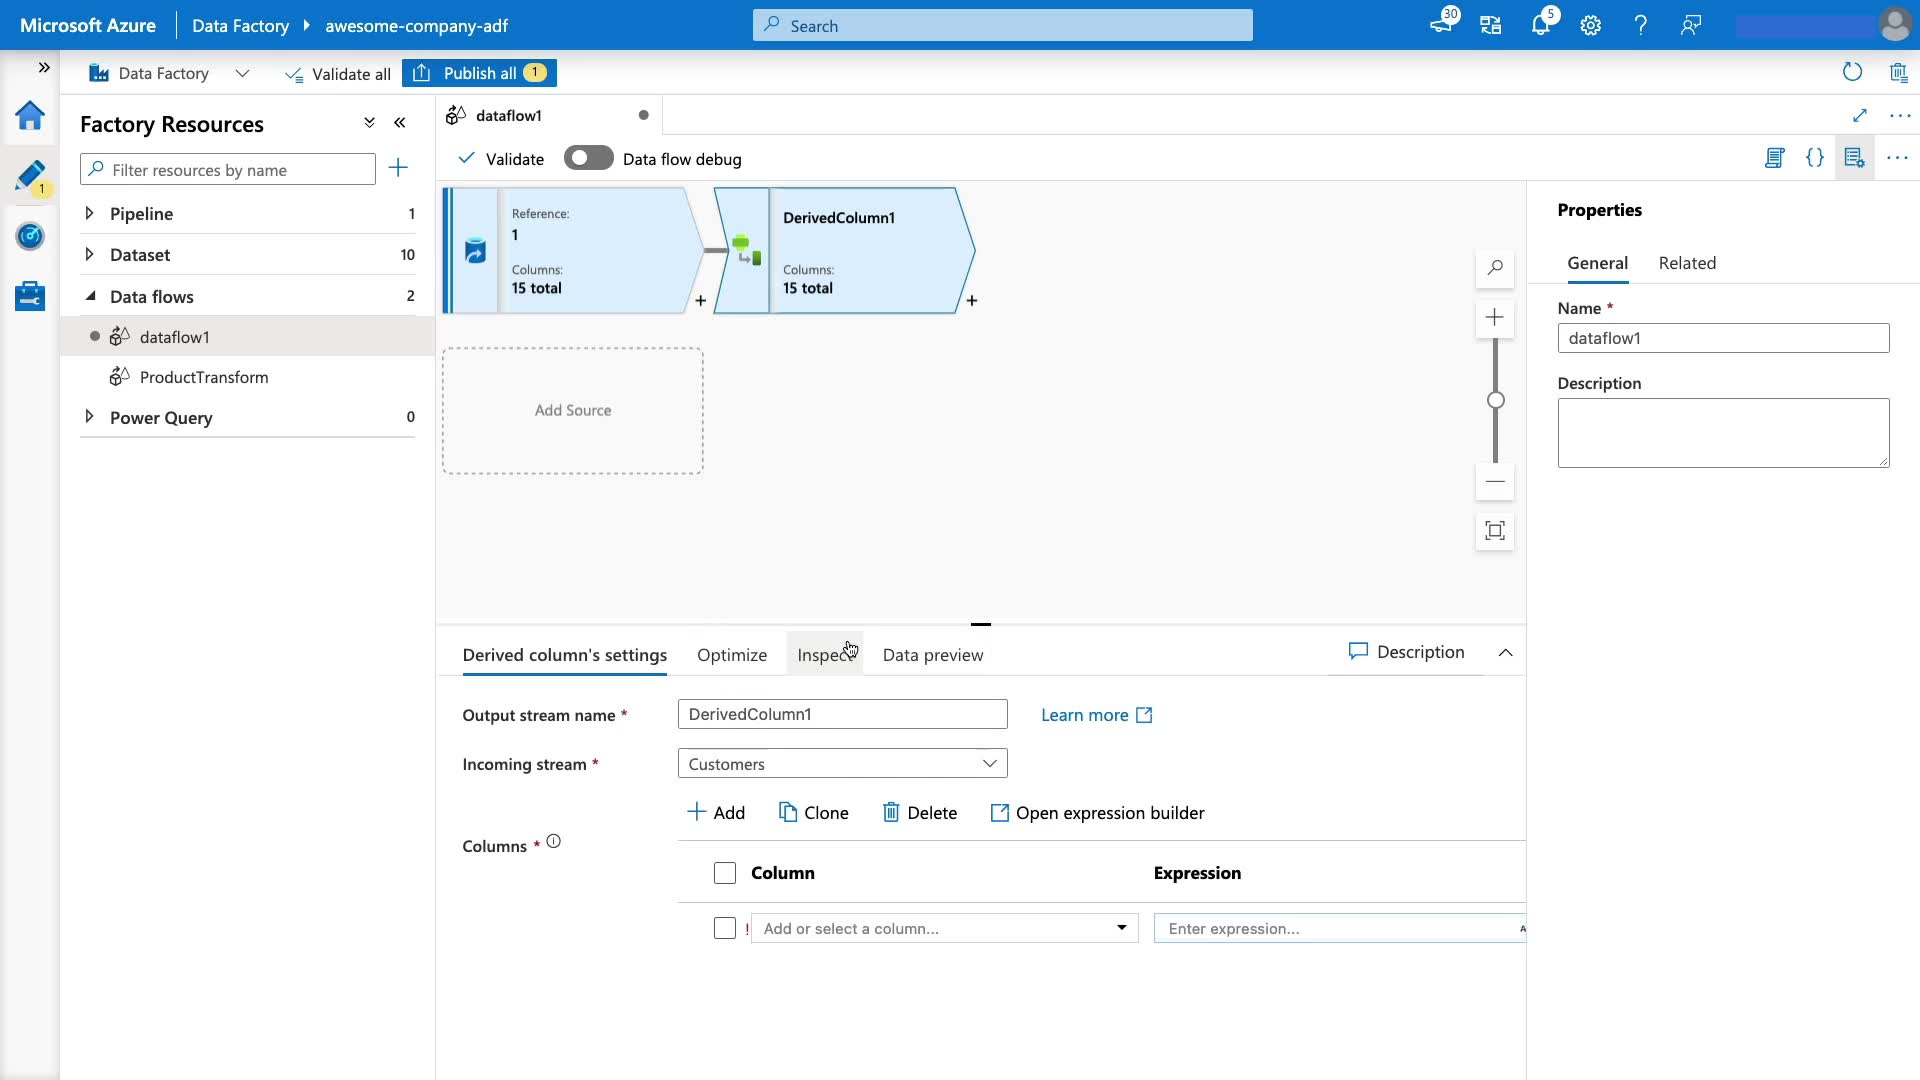 Microsoft Azure
Data Factory
awesome-company-adf
Search
30
5
Data Factory
Validate all
Publish all
1
1
Factory Resources
Filter resources by name
Pipeline
1
Dataset
10
Data flows
2
dataflow1
ProductTransform
Power Query
0
dataflow1
Validate
Data flow debug
Reference:
1
Columns:
15 total
DerivedColumn1
Columns:
15 total
Add Source
Properties
General
Related
Name *
dataflow1
Description
Derived column's settings
Optimize
Inspect
Data preview
Description
Output stream name *
DerivedColumn1
Learn more
Incoming stream *
Customers
Add
Clone
Delete
Open expression builder
Columns *
Column
Expression
! Add or select a column...
Enter expression...